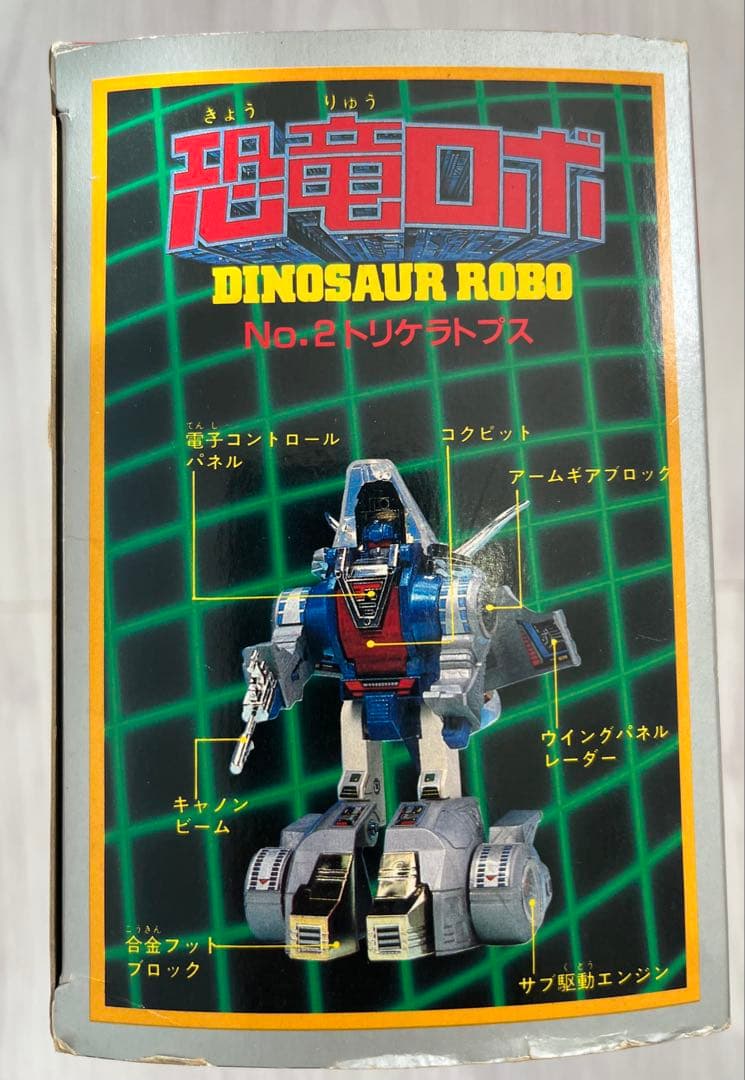 きょう りゅう
恐竜ロボ
DINOSAUR ROBO
No.2トリケラトプス
でんし
電子コントロール
パネル
コクピット
アームギアブロック
ウイングパネル
レーダー
キャノン
ビーム
ごうきん
合金フット
ブロック
くどう
サブ駆動エンジン